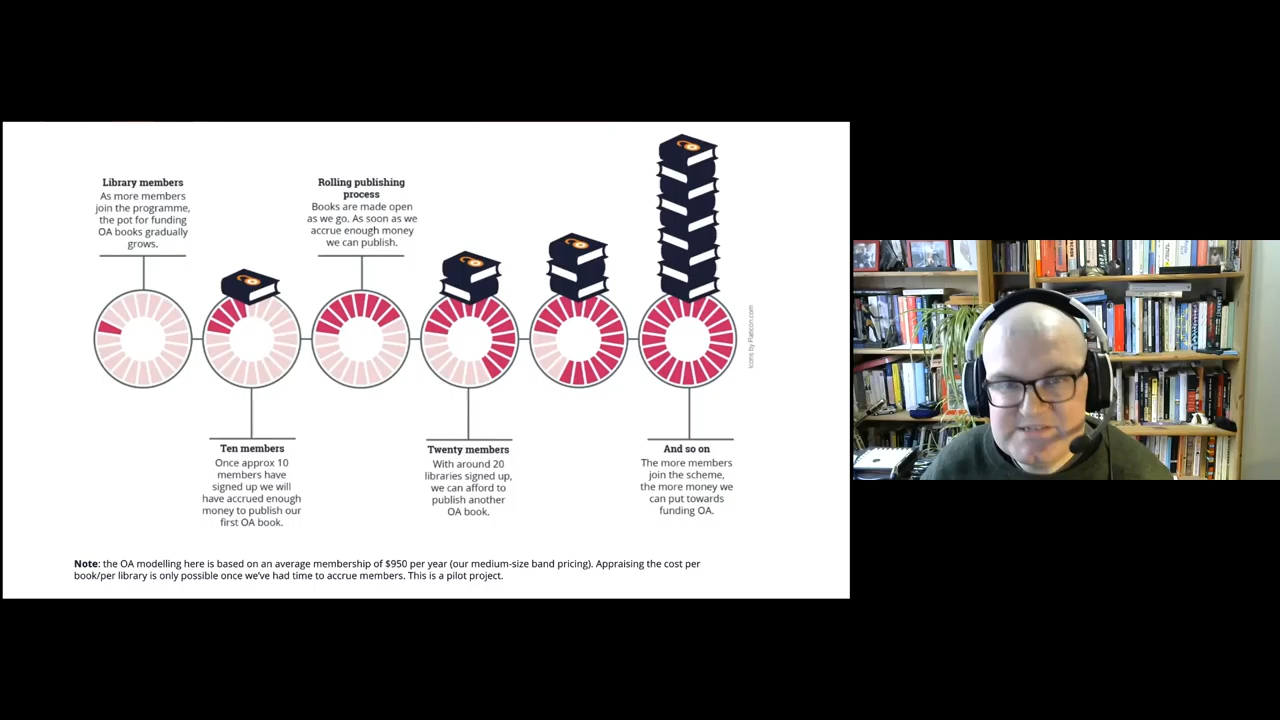 Library members
As more members
join the programme,
the pot for funding
OA books gradually
grows.
Rolling publishing
process
Books are made open
as we go. As soon as we
accrue enough money
we can publish.
Icons by Flaticon.com
Ten members
Once approx 10
members have
signed up we will
have accrued enough
money to publish our
first OA book.
Twenty members
With around 20
libraries signed up,
we can afford to
publish another
OA book.
And so on
The more members
join the scheme,
the more money we
can put towards
funding OA.
Note: the OA modelling here is based on an average membership of $950 per year (our medium-size band pricing). Appraising the cost per
book/per library is only possible once we've had time to accrue members. This is a pilot project.